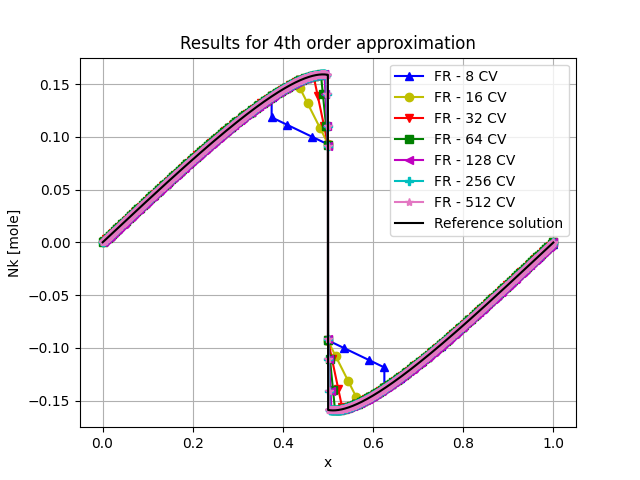 Results for 4th order approximation
Nk [mole]
0.15
0.10
0.05
0.00
−0.05
−0.10
−0.15
FR - 8 CV
FR - 16 CV
FR - 32 CV
FR - 64 CV
FR - 128 CV
FR - 256 CV
FR - 512 CV
Reference solution
0.0 0.2 0.4 0.6 0.8 1.0
x